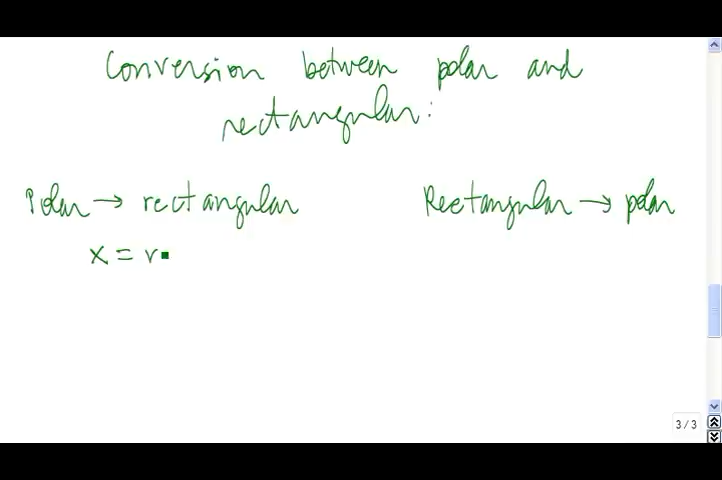 Conversion between polar and
rectangular:
Polar → rectangular
Rectangular → polar
x = r
3/3